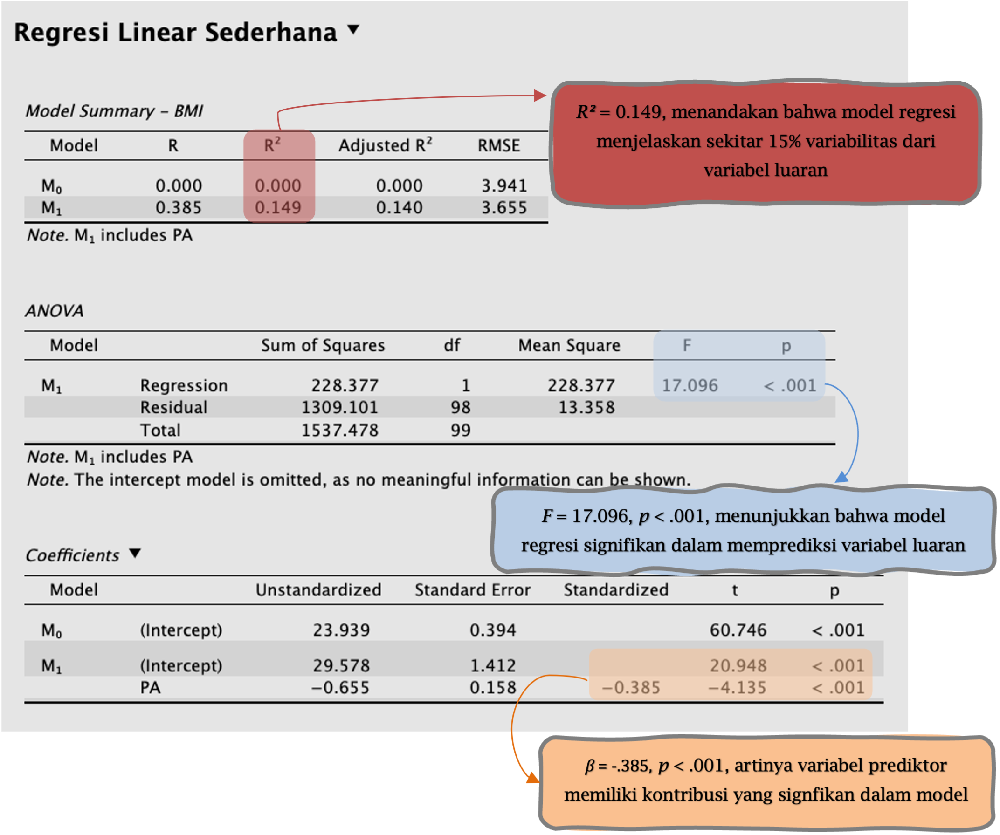 Regresi Linear Sederhana ▼
Model Summary – BMI
R² = 0.149, menandakan bahwa model regresi
menjelaskan sekitar 15% variabilitas dari
variabel luaran
Model R R² Adjusted R² RMSE
M₀ 0.000 0.000 0.000 3.941
M₁ 0.385 0.149 0.140 3.655
Note. M₁ includes PA
ANOVA
Model Sum of Squares df Mean Square F p
M₁ Regression 228.377 1 228.377 17.096 < .001
Residual 1309.101 98 13.358
Total 1537.478 99
Note. M₁ includes PA
Note. The intercept model is omitted, as no meaningful information can be shown.
F = 17.096, p < .001, menunjukkan bahwa model
regresi signifikan dalam memprediksi variabel luaran
Coefficients ▼
Model Unstandardized Standard Error Standardized t p
M₀ (Intercept) 23.939 0.394 60.746 < .001
M₁ (Intercept) 29.578 1.412 20.948 < .001
PA −0.655 0.158 −0.385 −4.135 < .001
β = -.385, p < .001, artinya variabel prediktor
memiliki kontribusi yang signfikan dalam model